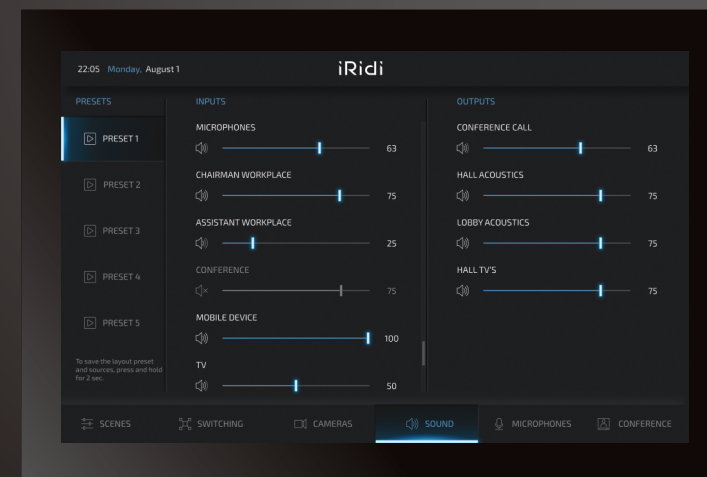 22:05 Monday, August 1
iRidi
PRESETS
PRESET 1
PRESET 2
PRESET 3
PRESET 4
PRESET 5
To save the layout preset
and sources, press and hold
for 2 sec.
INPUTS
MICROPHONES
63
CHAIRMAN WORKPLACE
75
ASSISTANT WORKPLACE
25
CONFERENCE
75
MOBILE DEVICE
100
TV
50
OUTPUTS
CONFERENCE CALL
63
HALL ACOUSTICS
75
LOBBY ACOUSTICS
75
HALL TV'S
75
SCENES
SWITCHING
CAMERAS
SOUND
MICROPHONES
CONFERENCE